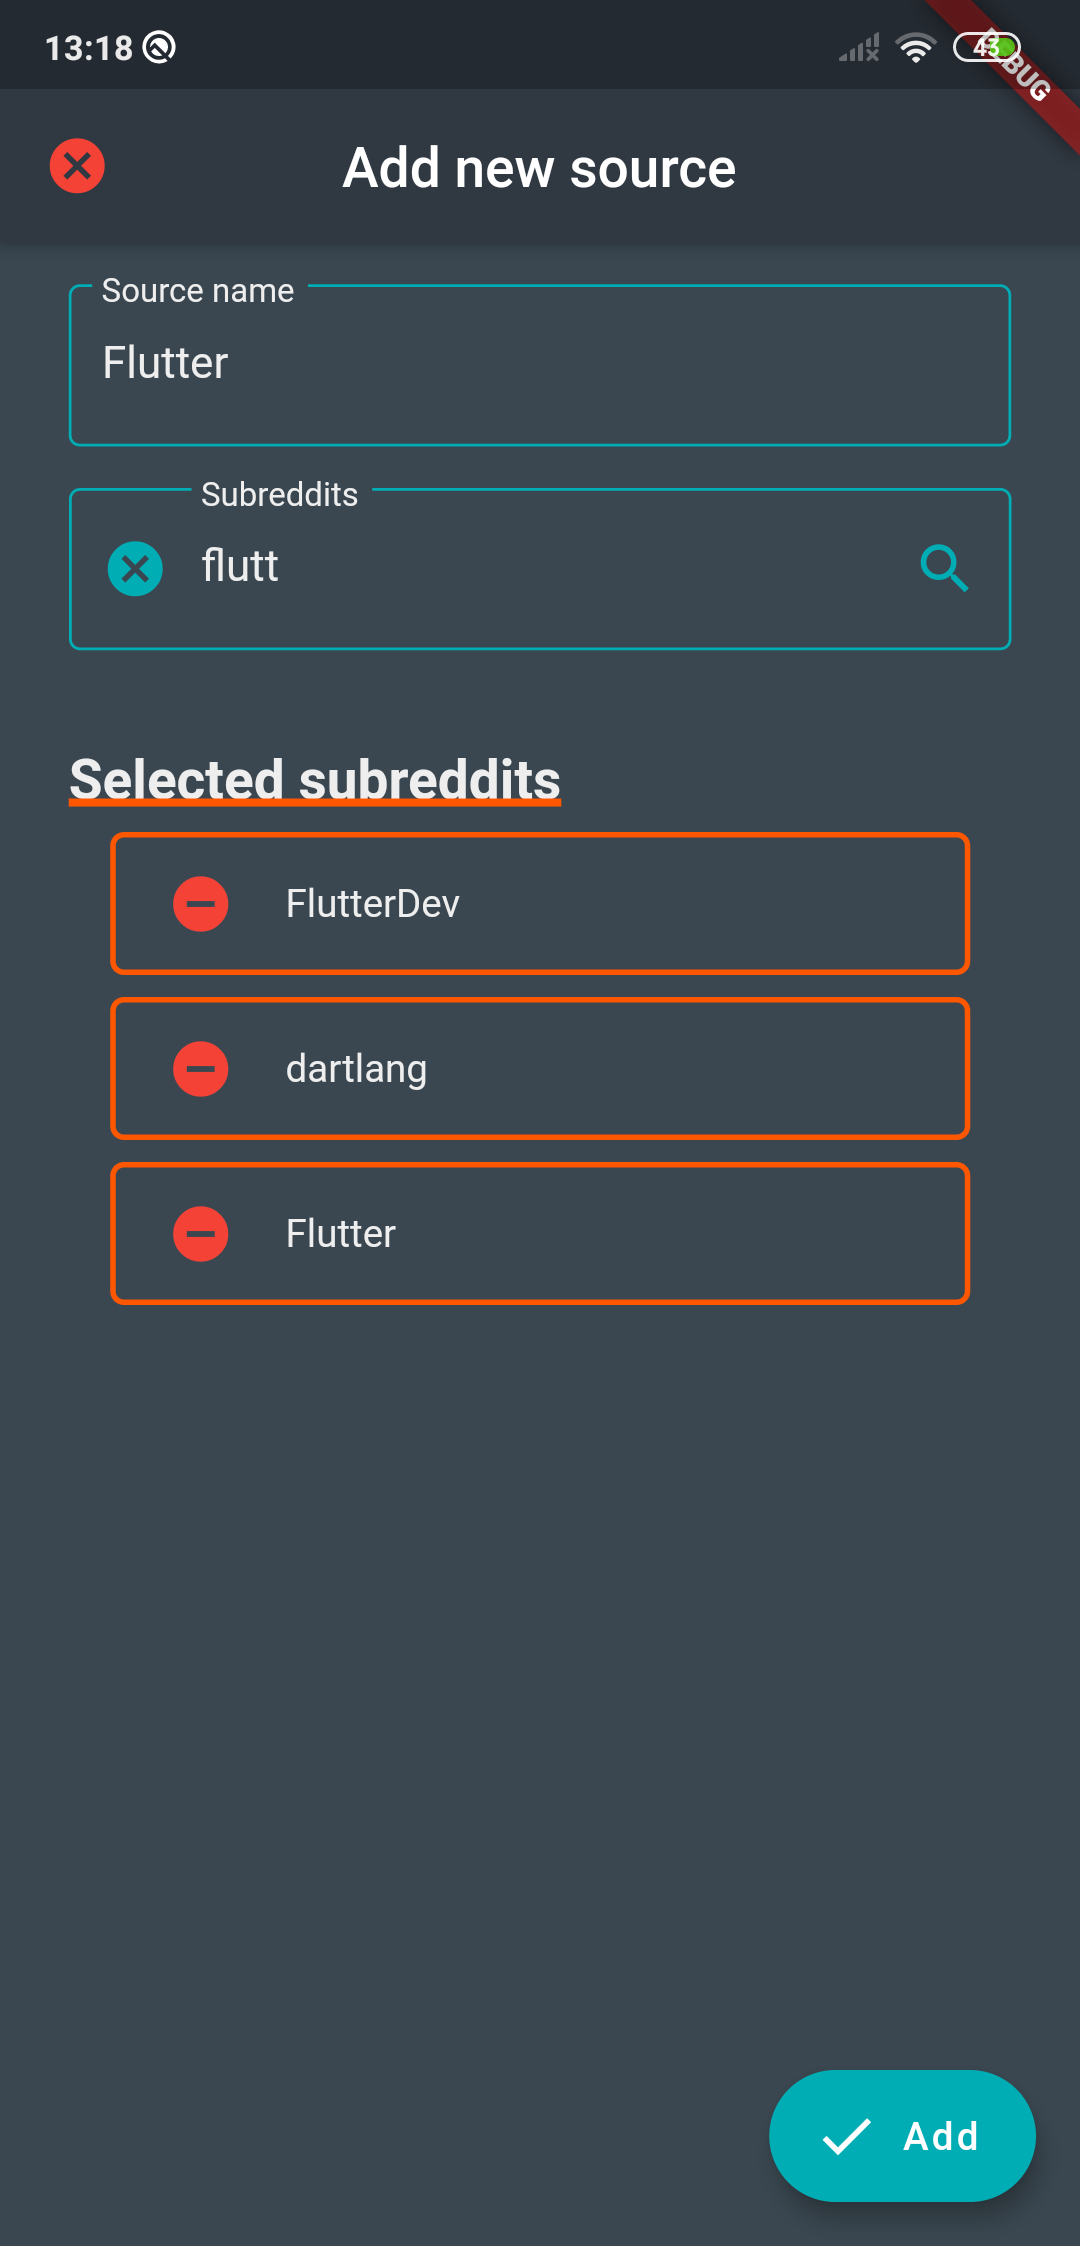 13:18
43
DEBUG
Add new source
Source name
Flutter
Subreddits
flutt
Selected subreddits
FlutterDev
dartlang
Flutter
Add